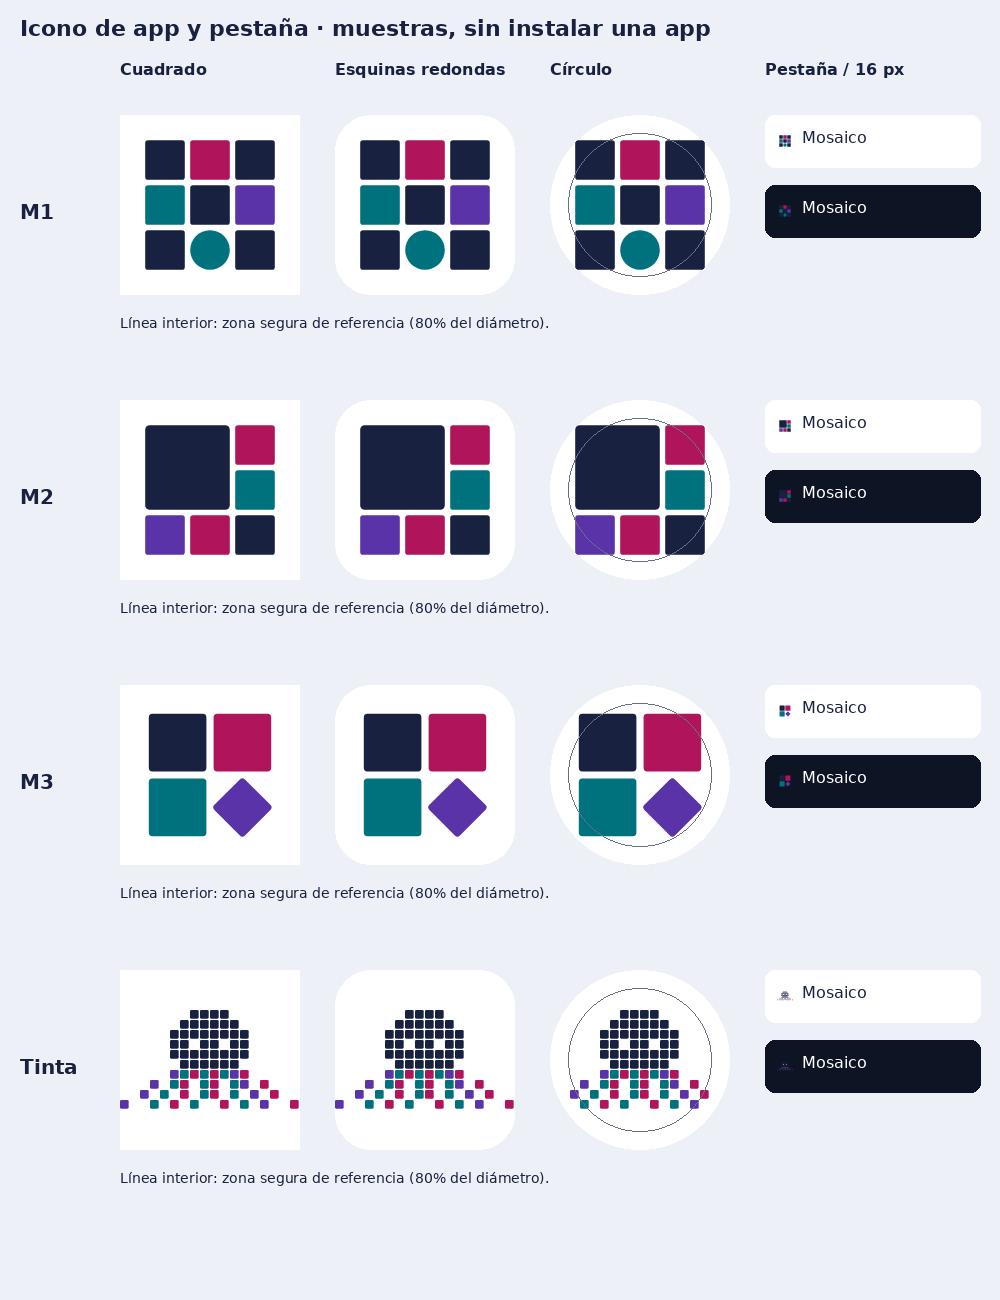 Icono de app y pestaña · muestras, sin instalar una app
Cuadrado Esquinas redondas Círculo Pestaña / 16 px
M1
Mosaico
Mosaico
Línea interior: zona segura de referencia (80% del diámetro).
M2
Mosaico
Mosaico
Línea interior: zona segura de referencia (80% del diámetro).
M3
Mosaico
Mosaico
Línea interior: zona segura de referencia (80% del diámetro).
Tinta
Mosaico
Mosaico
Línea interior: zona segura de referencia (80% del diámetro).